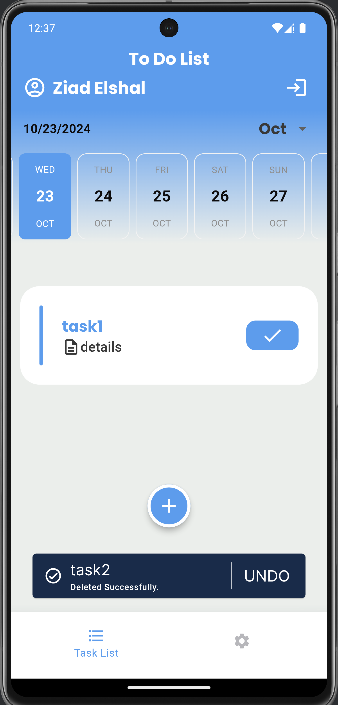 12:37
To Do List
Ziad Elshal
10/23/2024
Oct
WED THU FRI SAT SUN
23 24 25 26 27
OCT OCT OCT OCT OCT
task1
details
task2
Deleted Successfully.
UNDO
Task List